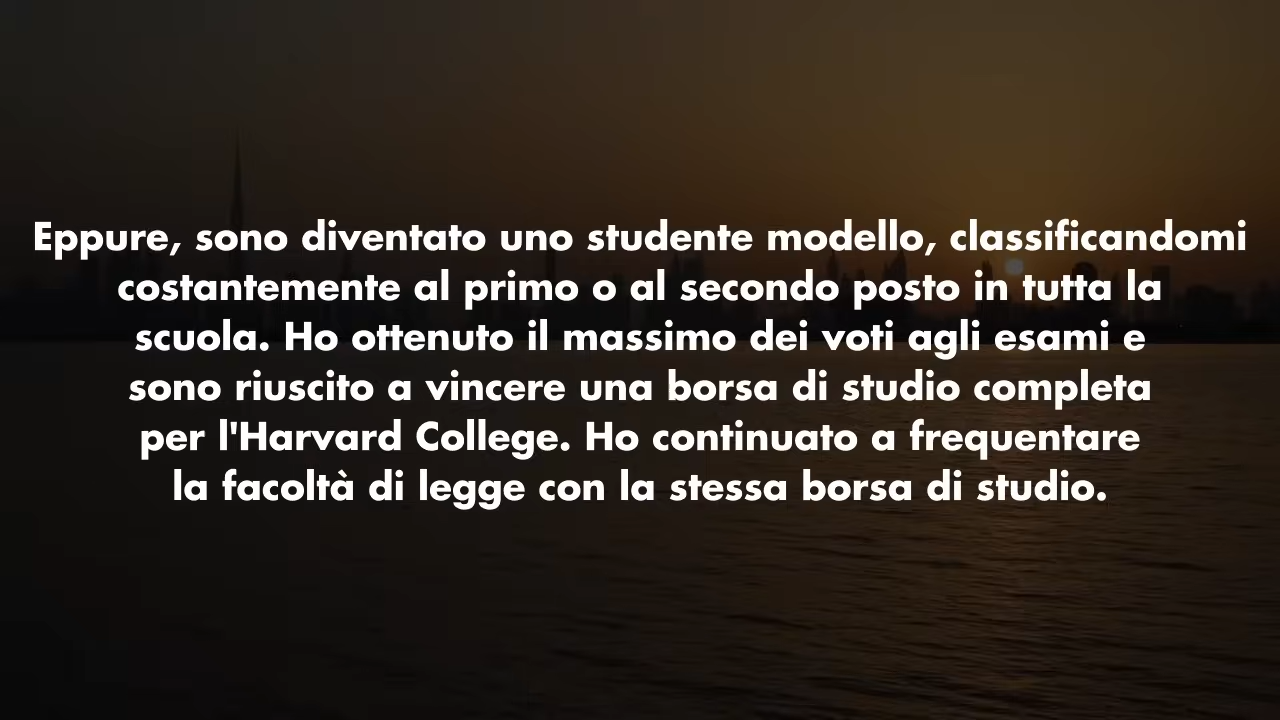 Eppure, sono diventato uno studente modello, classificandomi
costantemente al primo o al secondo posto in tutta la
scuola. Ho ottenuto il massimo dei voti agli esami e
sono riuscito a vincere una borsa di studio completa
per l'Harvard College. Ho continuato a frequentare
la facoltà di legge con la stessa borsa di studio.